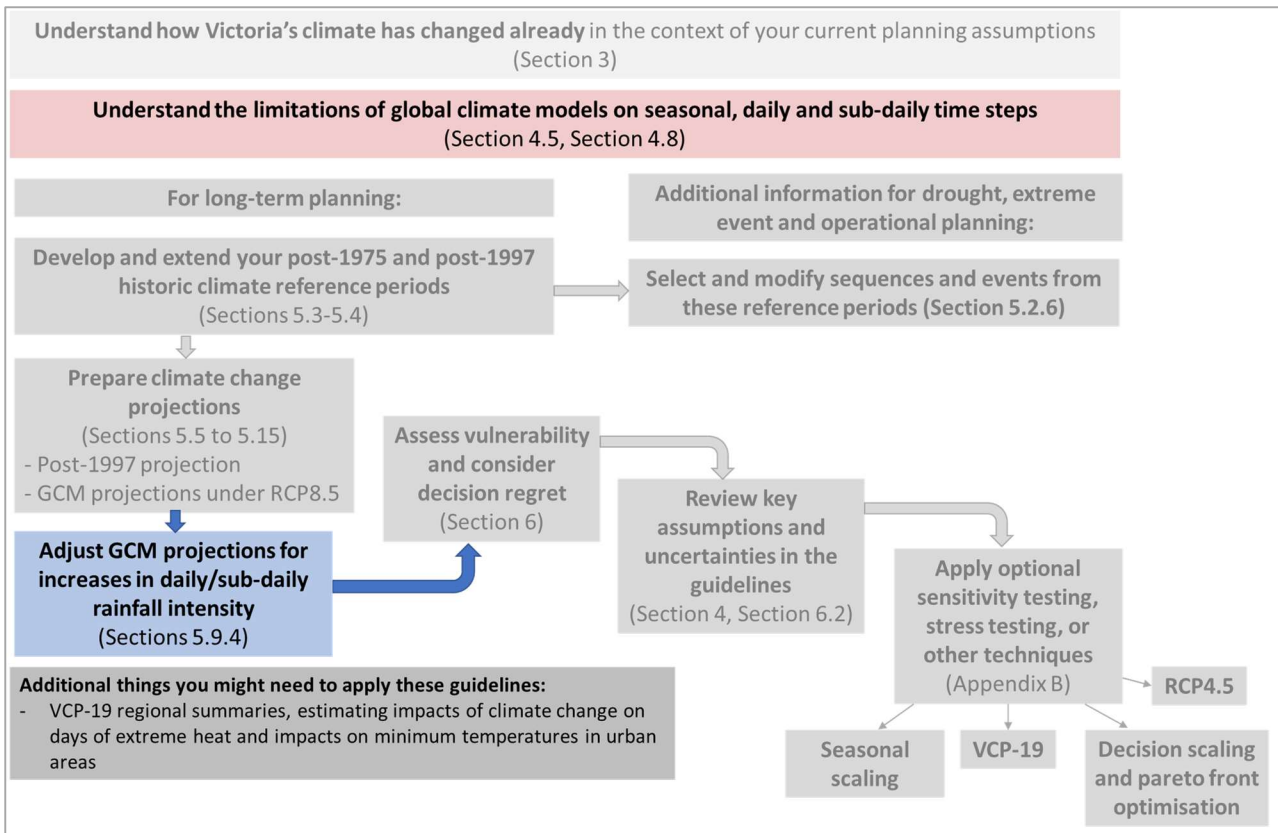 Understand how Victoria's climate has changed already in the context of your current planning assumptions
(Section 3)
Understand the limitations of global climate models on seasonal, daily and sub-daily time steps
(Section 4.5, Section 4.8)
For long-term planning:
Additional information for drought, extreme
event and operational planning:
Develop and extend your post-1975 and post-1997
historic climate reference periods
(Sections 5.3-5.4)
Select and modify sequences and events from
these reference periods (Section 5.2.6)
Prepare climate change
projections
(Sections 5.5 to 5.15)
- Post-1997 projection
- GCM projections under RCP8.5
Adjust GCM projections for
increases in daily/sub-daily
rainfall intensity
(Sections 5.9.4)
Assess vulnerability
and consider
decision regret
(Section 6)
Review key
assumptions and
uncertainties in the
guidelines
(Section 4, Section 6.2)
Apply optional
sensitivity testing,
stress testing, or
other techniques
(Appendix B)
RCP4.5
Seasonal
scaling
VCP-19
Decision scaling
and pareto front
optimisation
Additional things you might need to apply these guidelines:
- VCP-19 regional summaries, estimating impacts of climate change on
days of extreme heat and impacts on minimum temperatures in urban
areas